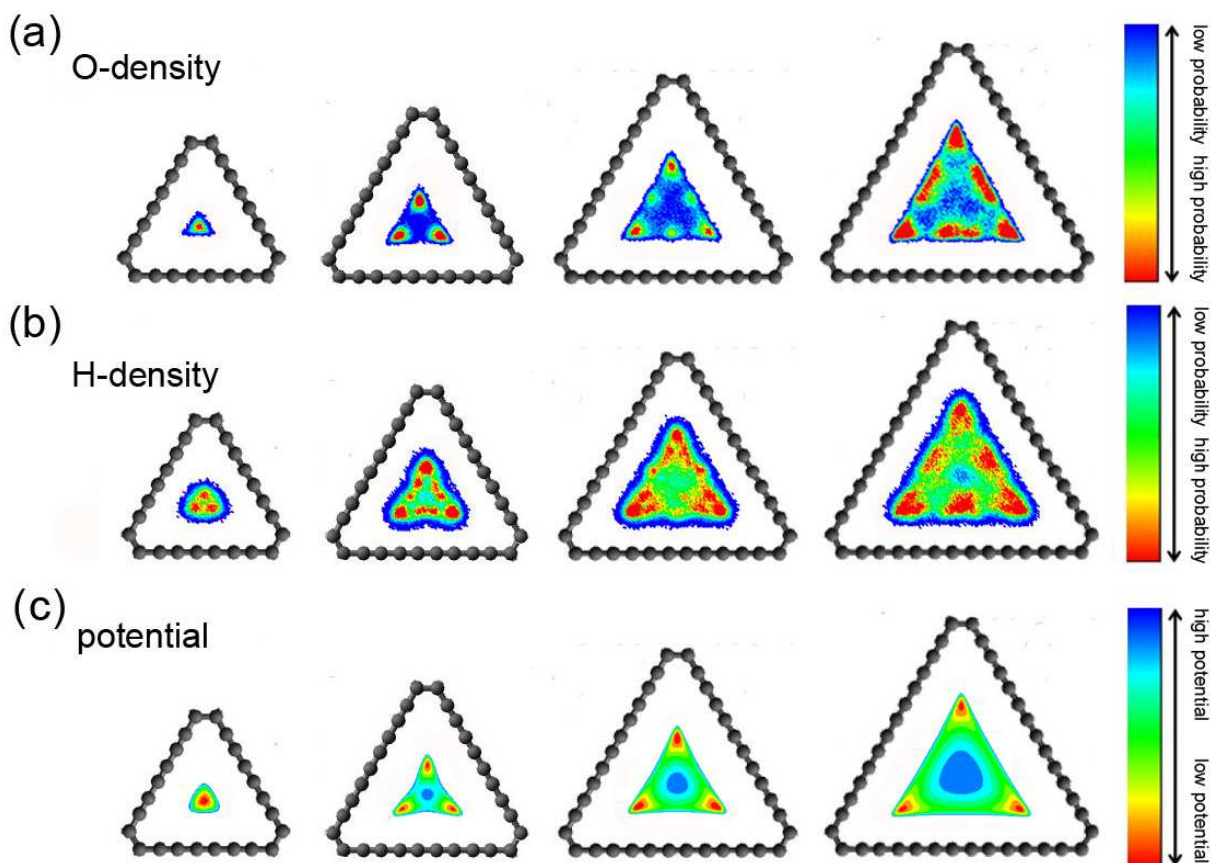 (a)
O-density
low probability
high probability
(b)
H-density
low probability
high probability
(c)
potential
high potential
low potential